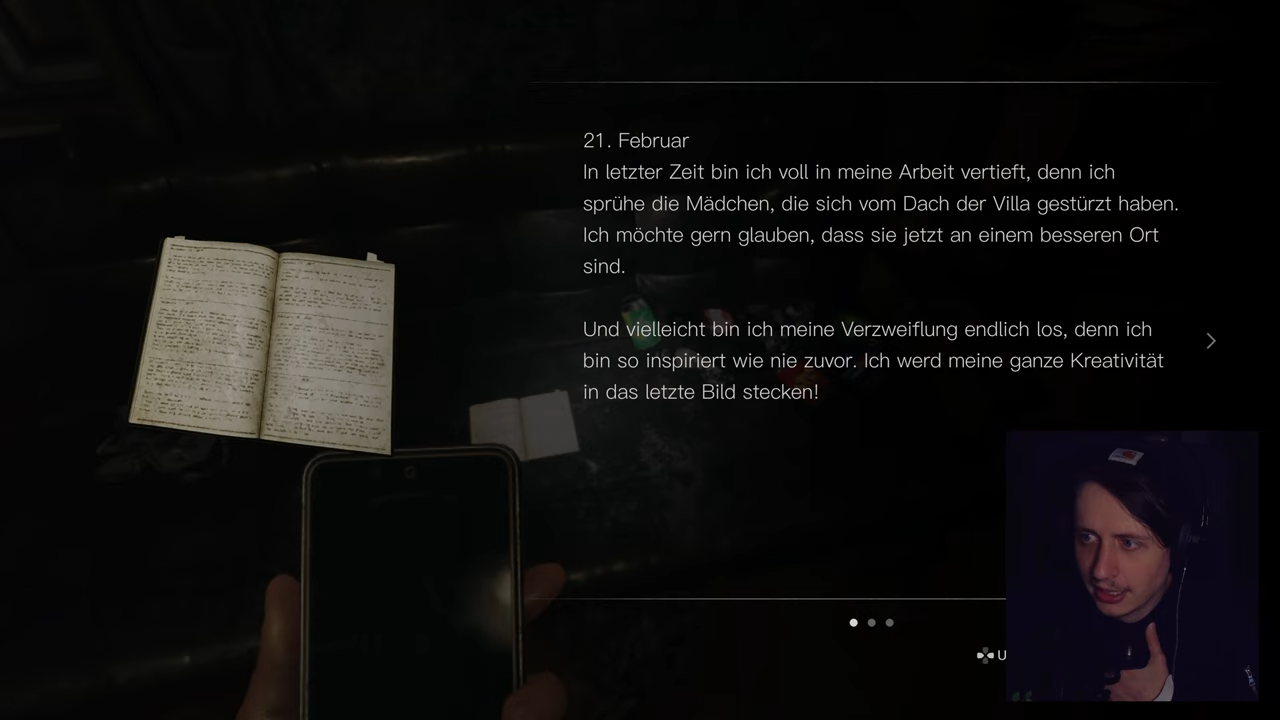 21. Februar
In letzter Zeit bin ich voll in meine Arbeit vertieft, denn ich
sprühe die Mädchen, die sich vom Dach der Villa gestürzt haben.
Ich möchte gern glauben, dass sie jetzt an einem besseren Ort
sind.
Und vielleicht bin ich meine Verzweiflung endlich los, denn ich
bin so inspiriert wie nie zuvor. Ich werd meine ganze Kreativität
in das letzte Bild stecken!